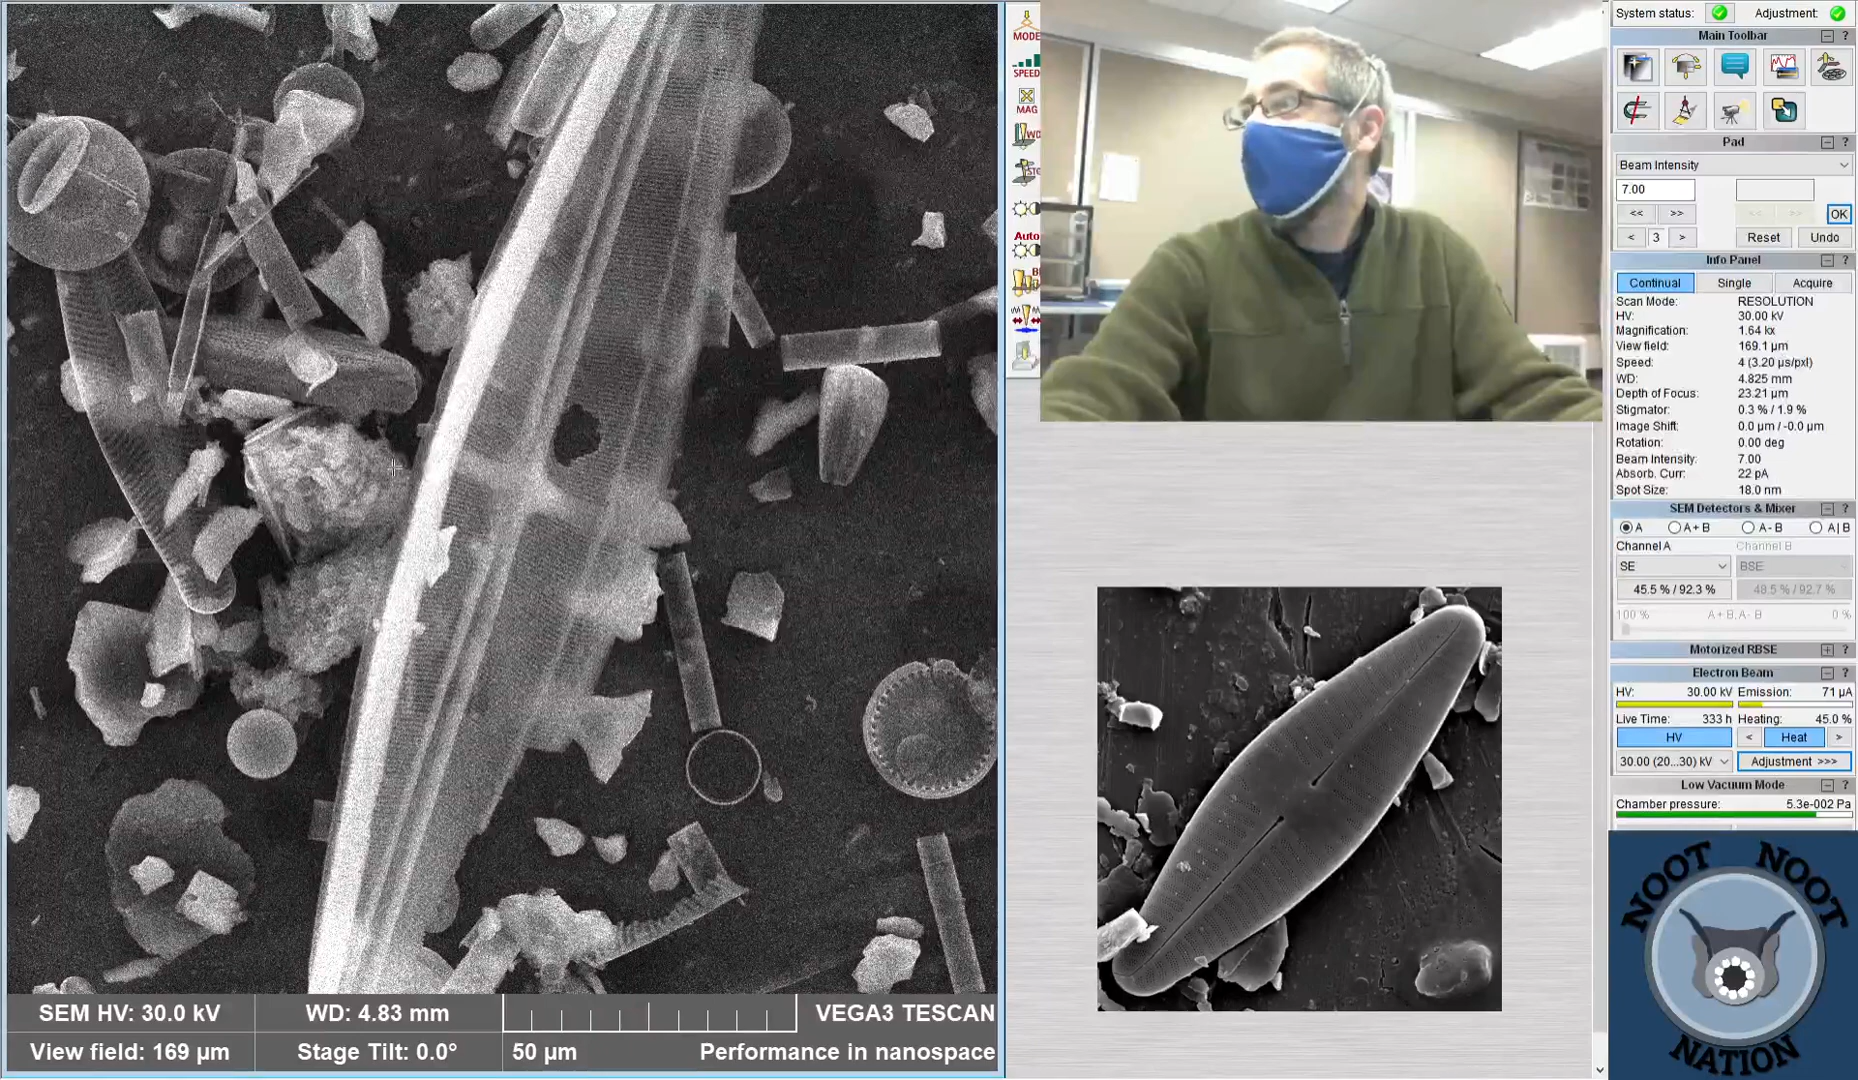 MODE
SPEED
MAG
WD
Auto
System status: Adjustment:
Main Toolbar ?
Pad ?
Beam Intensity
7.00
<< >> << >> OK
< 3 > Reset Undo
Info Panel ?
Continual Single Acquire
Scan Mode: RESOLUTION
HV: 30.00 kV
Magnification: 1.64 kx
View field: 169.1 µm
Speed: 4 (3.20 µs/pxl)
WD: 4.825 mm
Depth of Focus: 23.21 µm
Stigmator: 0.3 % / 1.9 %
Image Shift: 0.0 µm / -0.0 µm
Rotation: 0.00 deg
Beam Intensity: 7.00
Absorb. Curr: 22 pA
Spot Size: 18.0 nm
SEM Detectors & Mixer ?
A A + B A - B A | B
Channel A Channel B
SE BSE
45.5 % / 92.3 % 48.5 % / 92.7 %
100 % A + B, A - B 0 %
Motorized RBSE ?
Electron Beam ?
HV: 30.00 kV Emission: 71 µA
Live Time: 333 h Heating: 45.0 %
HV < Heat >
30.00 (20...30) kV Adjustment >>>
Low Vacuum Mode ?
Chamber pressure: 5.3e-002 Pa
NOOT NOOT
NATION
SEM HV: 30.0 kV WD: 4.83 mm VEGA3 TESCAN
View field: 169 µm Stage Tilt: 0.0° 50 µm Performance in nanospace